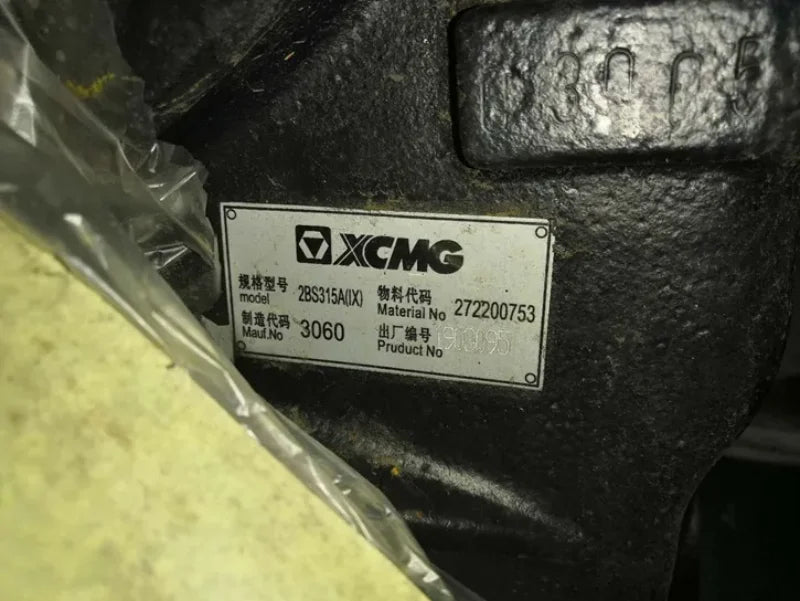 3005
XCMG
规格型号 2BS315A(IX) 物料代码 272200753
model Material No
制造代码 3060 出厂编号
Mauf.No Pruduct No